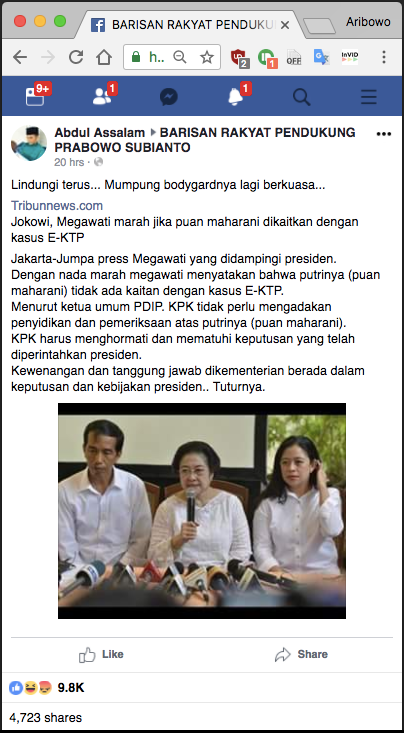 BARISAN RAKYAT PENDUKUN
Aribowo
h..
2
1
OFF
InVID
9+
1
1
Abdul Assalam ▸ BARISAN RAKYAT PENDUKUNG
PRABOWO SUBIANTO
20 hrs ·
Lindungi terus... Mumpung bodygardnya lagi berkuasa...
Tribunnews.com
Jokowi, Megawati marah jika puan maharani dikaitkan dengan
kasus E-KTP
Jakarta-Jumpa press Megawati yang didampingi presiden.
Dengan nada marah megawati menyatakan bahwa putrinya (puan
maharani) tidak ada kaitan dengan kasus E-KTP.
Menurut ketua umum PDIP. KPK tidak perlu mengadakan
penyidikan dan pemeriksaan atas putrinya (puan maharani).
KPK harus menghormati dan mematuhi keputusan yang telah
diperintahkan presiden.
Kewenangan dan tanggung jawab dikementerian berada dalam
keputusan dan kebijakan presiden.. Tuturnya.
Like
Share
9.8K
4,723 shares